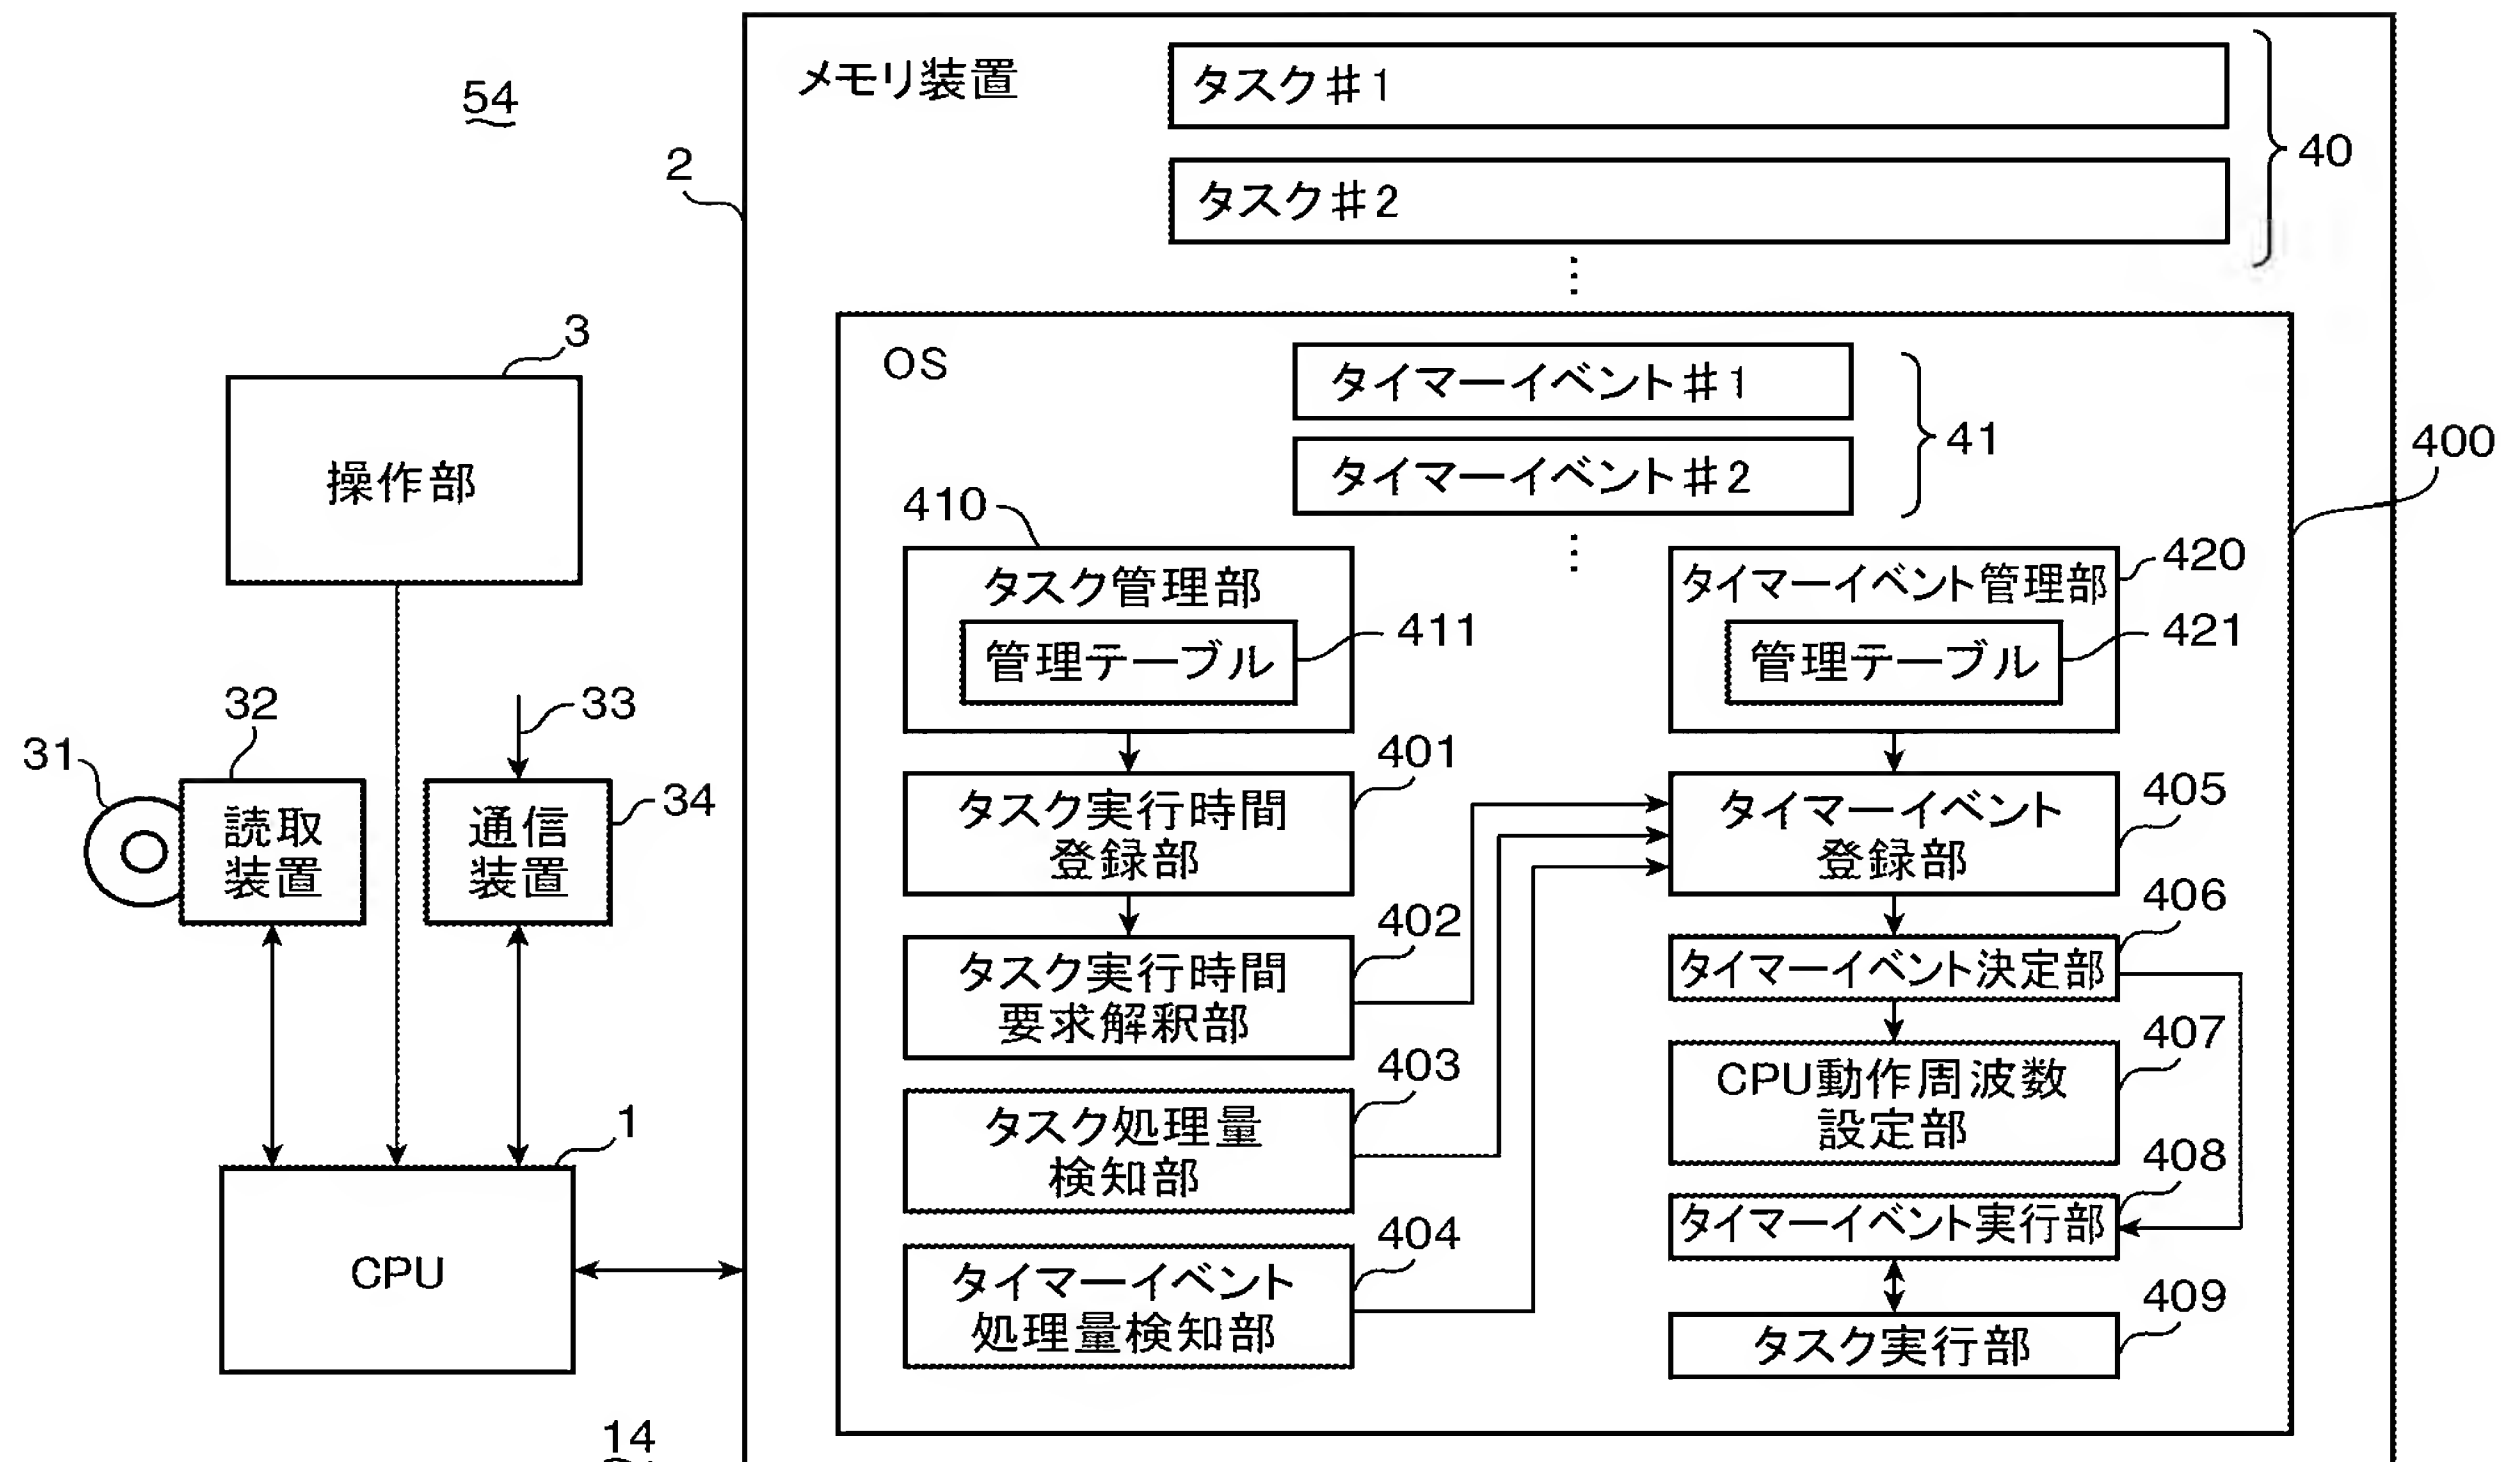 54
メモリ装置
タスク♯1
タスク♯2
40
2
⋮
3
操作部
OS
タイマーイベント♯1
タイマーイベント♯2
41
400
⋮
410
タスク管理部
管理テーブル
411
タイマーイベント管理部
420
管理テーブル
421
31
32
読取
装置
33
通信
装置
34
401
タスク実行時間
登録部
タイマーイベント
登録部
405
402
タスク実行時間
要求解釈部
406
タイマーイベント決定部
403
タスク処理量
検知部
407
CPU動作周波数
設定部
404
タイマーイベント
処理量検知部
408
タイマーイベント実行部
409
タスク実行部
1
CPU
14